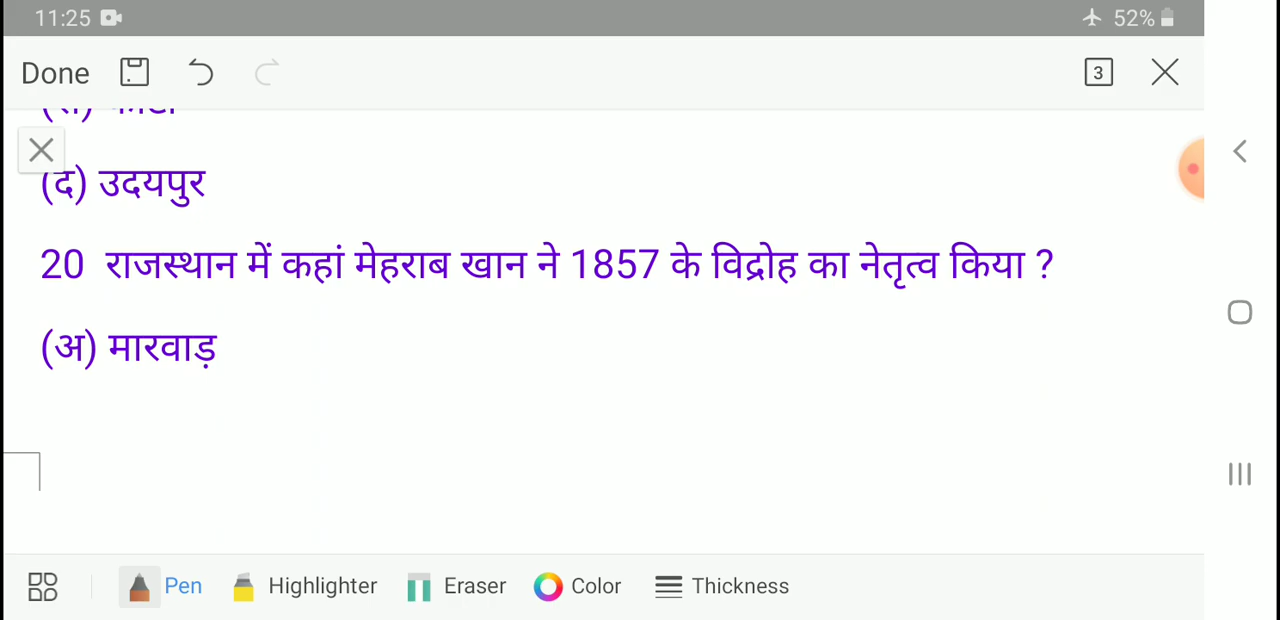 11:25 52%
Done 3
(द) उदयपुर
20 राजस्थान में कहां मेहराब खान ने 1857 के विद्रोह का नेतृत्व किया ?
(अ) मारवाड़
Pen Highlighter Eraser Color Thickness